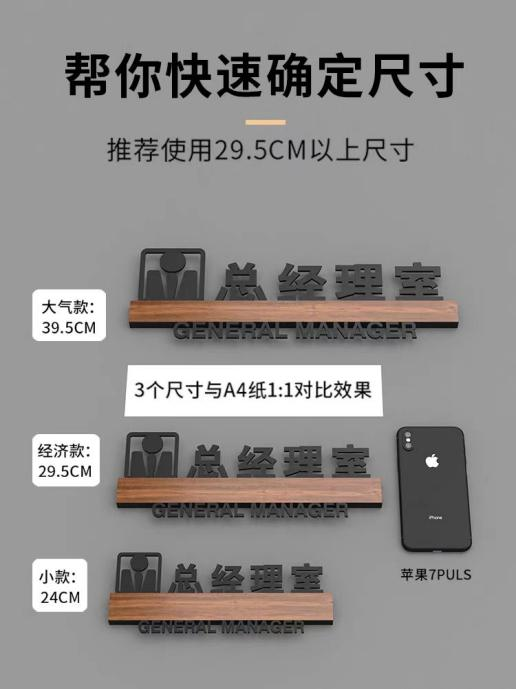 帮你快速确定尺寸
推荐使用29.5CM以上尺寸
总经理室
大气款：
39.5CM
GENERAL MANAGER
3个尺寸与A4纸1:1对比效果
总经理室
经济款：
29.5CM
GENERAL MANAGER
iPhone
苹果7PULS
总经理室
小款：
24CM
GENERAL MANAGER